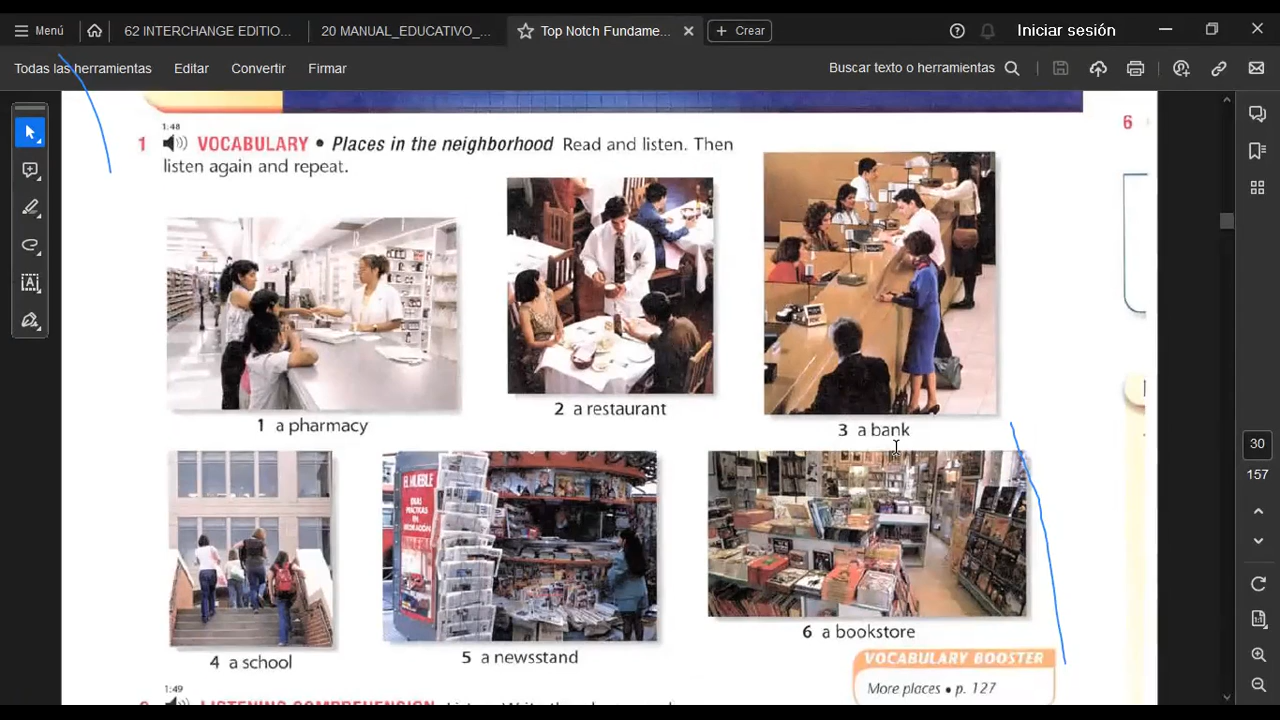 Menú
62 INTERCHANGE EDITIO...
20 MANUAL_EDUCATIVO_...
Top Notch Fundame...
Crear
Iniciar sesión
Todas las herramientas
Editar
Convertir
Firmar
Buscar texto o herramientas
1:48
1 VOCABULARY • Places in the neighborhood Read and listen. Then
listen again and repeat.
6
EL MUEBLE
1 a pharmacy
2 a restaurant
3 a bank
4 a school
5 a newsstand
6 a bookstore
30
157
VOCABULARY BOOSTER
More places • p. 127
1:49